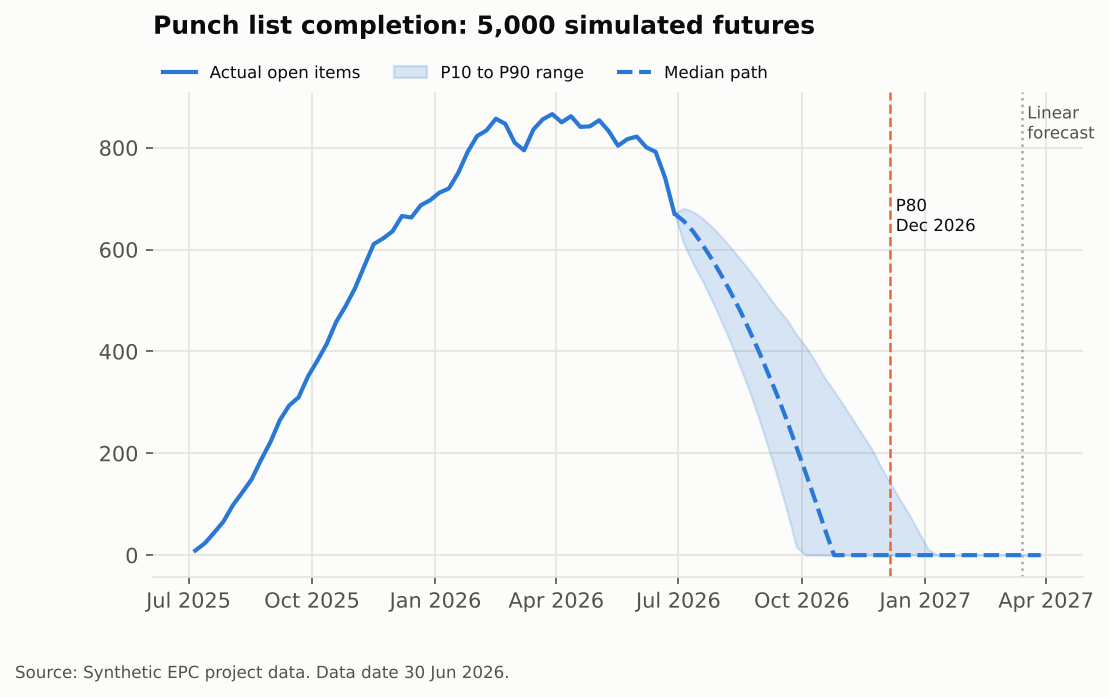 Punch list completion: 5,000 simulated futures
Actual open items
P10 to P90 range
Median path
Linear
forecast
P80
Dec 2026
800
600
400
200
0
Jul 2025
Oct 2025
Jan 2026
Apr 2026
Jul 2026
Oct 2026
Jan 2027
Apr 2027
Source: Synthetic EPC project data. Data date 30 Jun 2026.